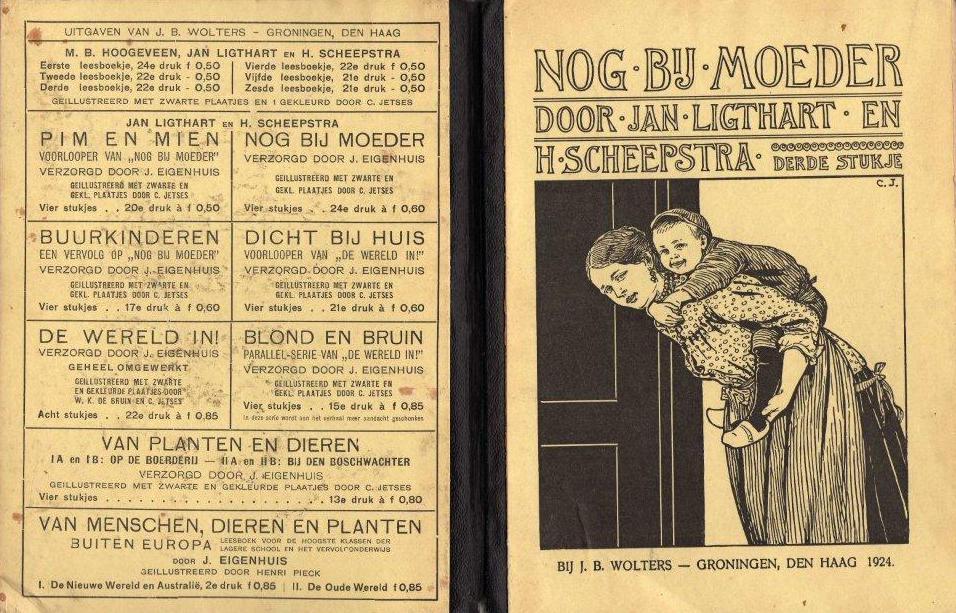 UITGAVEN VAN J. B. WOLTERS – GRONINGEN, DEN HAAG
M. B. HOOGEVEEN, JAN LIGTHART EN H. SCHEEPSTRA
Eerste leesboekje, 24e druk f 0,50
Tweede leesboekje, 22e druk - 0,50
Derde leesboekje, 22e druk - 0,50
Vierde leesboekje, 22e druk f 0,50
Vijfde leesboekje, 21e druk - 0,50
Zesde leesboekje, 21e druk - 0,50
GEÏLLUSTREERD MET ZWARTE PLAATJES EN 1 GEKLEURD DOOR C. JETSES
JAN LIGTHART EN H. SCHEEPSTRA
PIM EN MIEN
VOORLOOPER VAN „NOG BIJ MOEDER"
VERZORGD DOOR J. EIGENHUIS
GEÏLLUSTREERD MET ZWARTE EN
GEKL. PLAATJES DOOR C. JETSES
Vier stukjes . . 20e druk à f 0,50
NOG BIJ MOEDER
VERZORGD DOOR J. EIGENHUIS
GEÏLLUSTREERD MET ZWARTE EN
GEKL. PLAATJES DOOR C. JETSES
Vier stukjes . . 24e druk à f 0,60
BUURKINDEREN
EEN VERVOLG OP „NOG BIJ MOEDER"
VERZORGD DOOR J. EIGENHUIS
GEÏLLUSTREERD MET ZWARTE EN
GEKL. PLAATJES DOOR C. JETSES
Vier stukjes . . 17e druk à f 0,60
DICHT BIJ HUIS
VOORLOOPER VAN „DE WERELD IN!"
VERZORGD DOOR J. EIGENHUIS
GEÏLLUSTREERD MET ZWARTE EN
GEKL. PLAATJES DOOR C. JETSES
Vier stukjes . . 21e druk à f 0,60
DE WERELD IN!
VERZORGD DOOR J. EIGENHUIS
GEHEEL OMGEWERKT
GEÏLLUSTREERD MET ZWARTE
EN GEKLEURDE PLAATJES DOOR
W. K. DE BRUIN EN C. JETSES
Acht stukjes . . 22e druk à f 0,85
BLOND EN BRUIN
PARALLEL-SERIE VAN „DE WERELD IN!"
VERZORGD DOOR J. EIGENHUIS
GEÏLLUSTREERD MET ZWARTE EN
GEKL. PLAATJES DOOR C. JETSES
Vier stukjes . . 15e druk à f 0,85
In deze serie wordt aan het verhaal meer aandacht geschonken
VAN PLANTEN EN DIEREN
IA en IB: OP DE BOERDERIJ — IIA en IIB: BIJ DEN BOSCHWACHTER
VERZORGD DOOR J. EIGENHUIS
GEÏLLUSTREERD MET ZWARTE EN GEKLEURDE PLAATJES DOOR C. JETSES
Vier stukjes . . . . . . . . . . . . . . . . . . . . . . 13e druk à f 0,80
VAN MENSCHEN, DIEREN EN PLANTEN
BUITEN EUROPA
LEESBOEK VOOR DE HOOGSTE KLASSEN DER
LAGERE SCHOOL EN HET VERVOLGONDERWIJS
DOOR J. EIGENHUIS
GEÏLLUSTREERD DOOR HENRI PIECK
I. De Nieuwe Wereld en Australië, 2e druk f 0,85 | II. De Oude Wereld f 0,85
NOG · BIJ · MOEDER
DOOR · JAN · LIGTHART · EN
H · SCHEEPSTRA · DERDE STUKJE
C. J.
BIJ J. B. WOLTERS — GRONINGEN, DEN HAAG 1924.